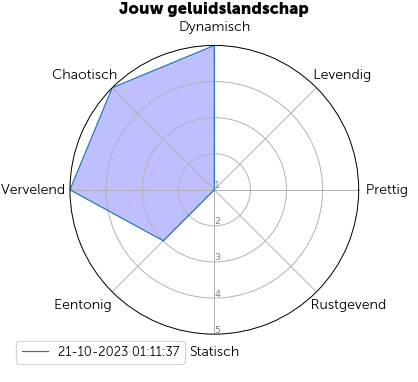 Jouw geluidslandschap
Dynamisch
Chaotisch
Levendig
Vervelend
1
Prettig
2
3
4
Eentonig
Rustgevend
5
21-10-2023 01:11:37
Statisch